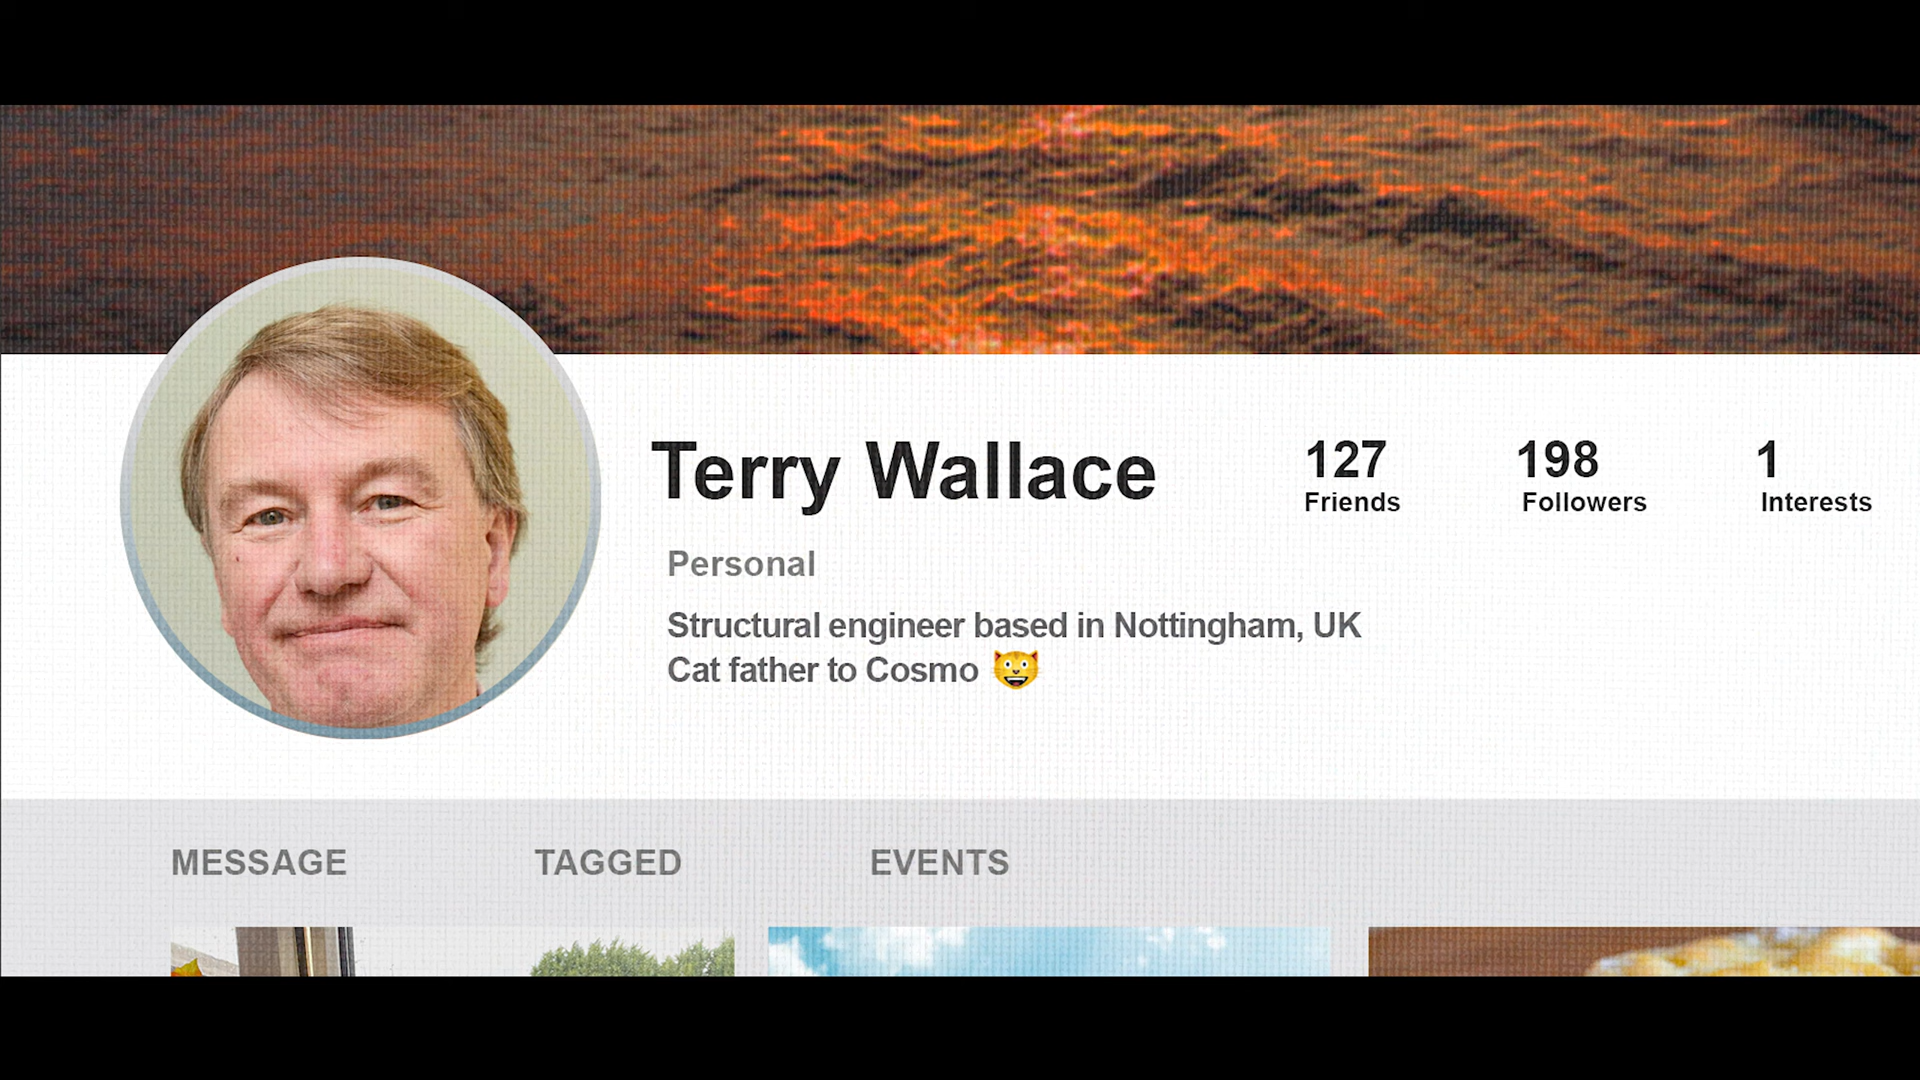 Terry Wallace
127 198 1
Friends Followers Interests
Personal
Structural engineer based in Nottingham, UK
Cat father to Cosmo 😺
MESSAGE TAGGED EVENTS